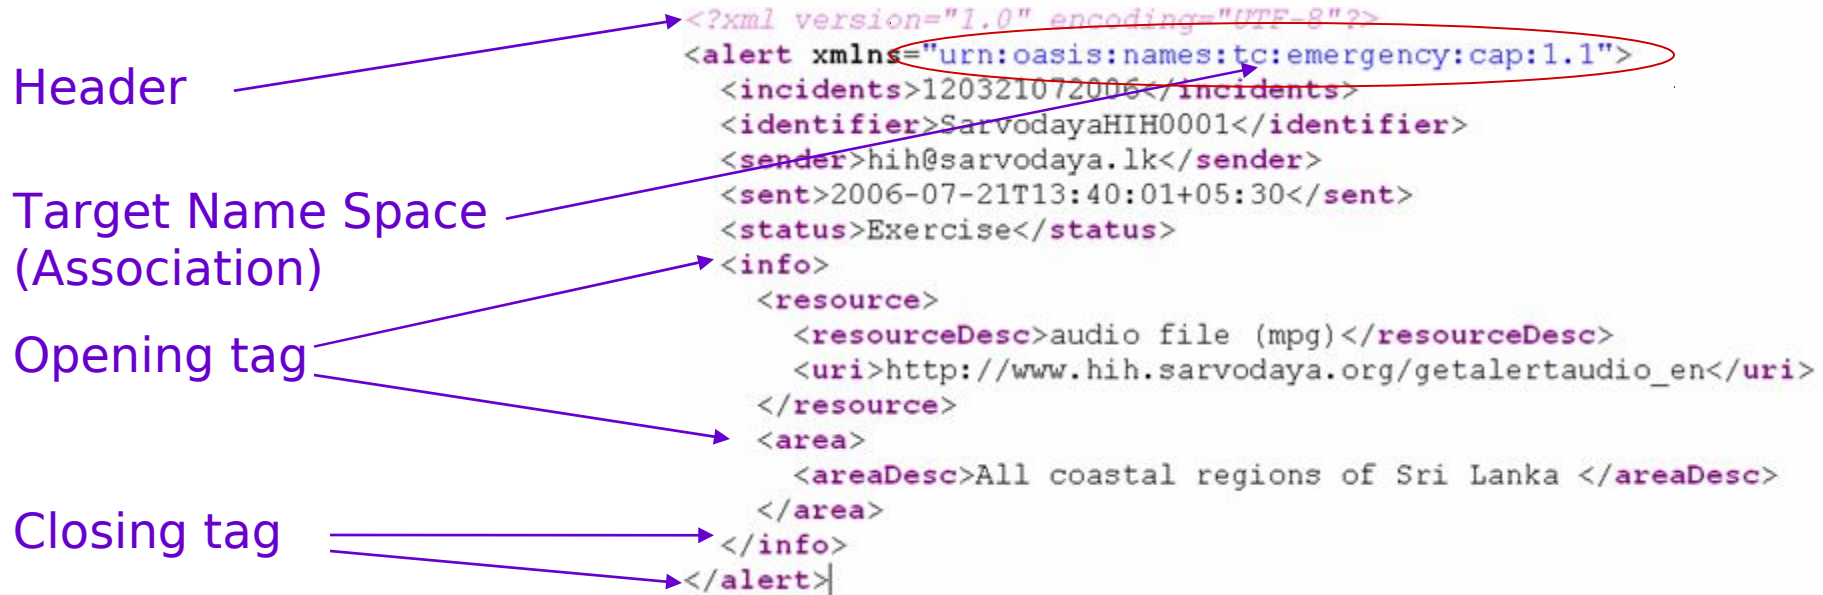 Header
Target Name Space
(Association)
Opening tag
Closing tag
<?xml version="1.0" encoding="UTF-8"?>
<alert xmlns="urn:oasis:names:tc:emergency:cap:1.1">
<incidents>120321072006</incidents>
<identifier>SarvodayaHIH0001</identifier>
<sender>hih@sarvodaya.lk</sender>
<sent>2006-07-21T13:40:01+05:30</sent>
<status>Exercise</status>
<info>
<resource>
<resourceDesc>audio file (mpg)</resourceDesc>
<uri>http://www.hih.sarvodaya.org/getalertaudio_en</uri>
</resource>
<area>
<areaDesc>All coastal regions of Sri Lanka </areaDesc>
</area>
</info>
</alert>